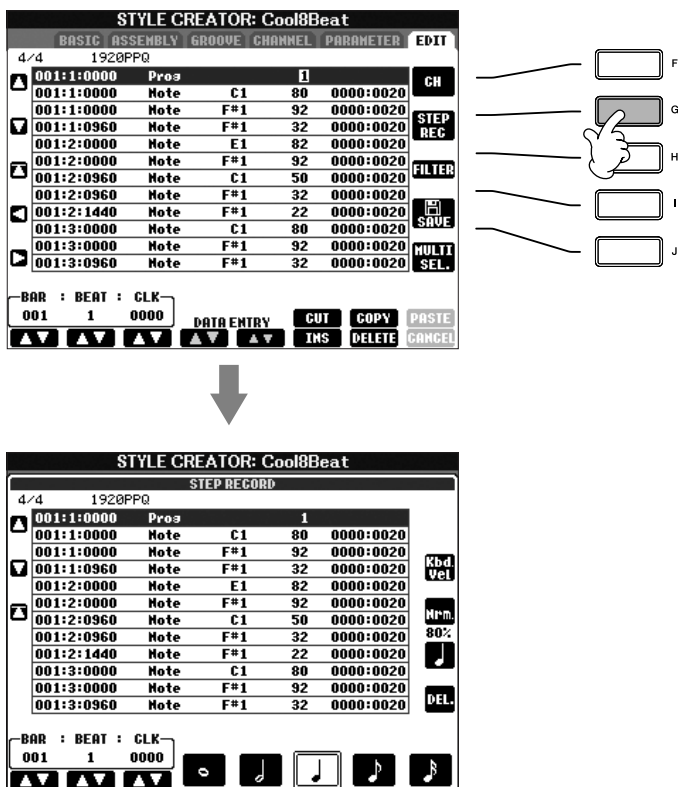 STYLE CREATOR: Cool8Beat
BASIC ASSEMBLY GROOVE CHANNEL PARAMETER EDIT
4/4 1920PPQ
001:1:0000 Prog 1
001:1:0000 Note C1 80 0000:0020
001:1:0000 Note F#1 92 0000:0020
001:1:0960 Note F#1 32 0000:0020
001:2:0000 Note E1 82 0000:0020
001:2:0000 Note F#1 92 0000:0020
001:2:0960 Note C1 50 0000:0020
001:2:0960 Note F#1 32 0000:0020
001:2:1440 Note F#1 22 0000:0020
001:3:0000 Note C1 80 0000:0020
001:3:0000 Note F#1 92 0000:0020
001:3:0960 Note F#1 32 0000:0020
CH
STEP
REC
FILTER
SAVE
MULTI
SEL.
F
G
H
I
J
BAR : BEAT : CLK
001 1 0000
DATA ENTRY
CUT COPY PASTE
INS DELETE CANCEL
STYLE CREATOR: Cool8Beat
STEP RECORD
4/4 1920PPQ
001:1:0000 Prog 1
001:1:0000 Note C1 80 0000:0020
001:1:0000 Note F#1 92 0000:0020
001:1:0960 Note F#1 32 0000:0020
001:2:0000 Note E1 82 0000:0020
001:2:0000 Note F#1 92 0000:0020
001:2:0960 Note C1 50 0000:0020
001:2:0960 Note F#1 32 0000:0020
001:2:1440 Note F#1 22 0000:0020
001:3:0000 Note C1 80 0000:0020
001:3:0000 Note F#1 92 0000:0020
001:3:0960 Note F#1 32 0000:0020
Kbd.
Vel
Nrm.
80%
DEL.
BAR : BEAT : CLK
001 1 0000